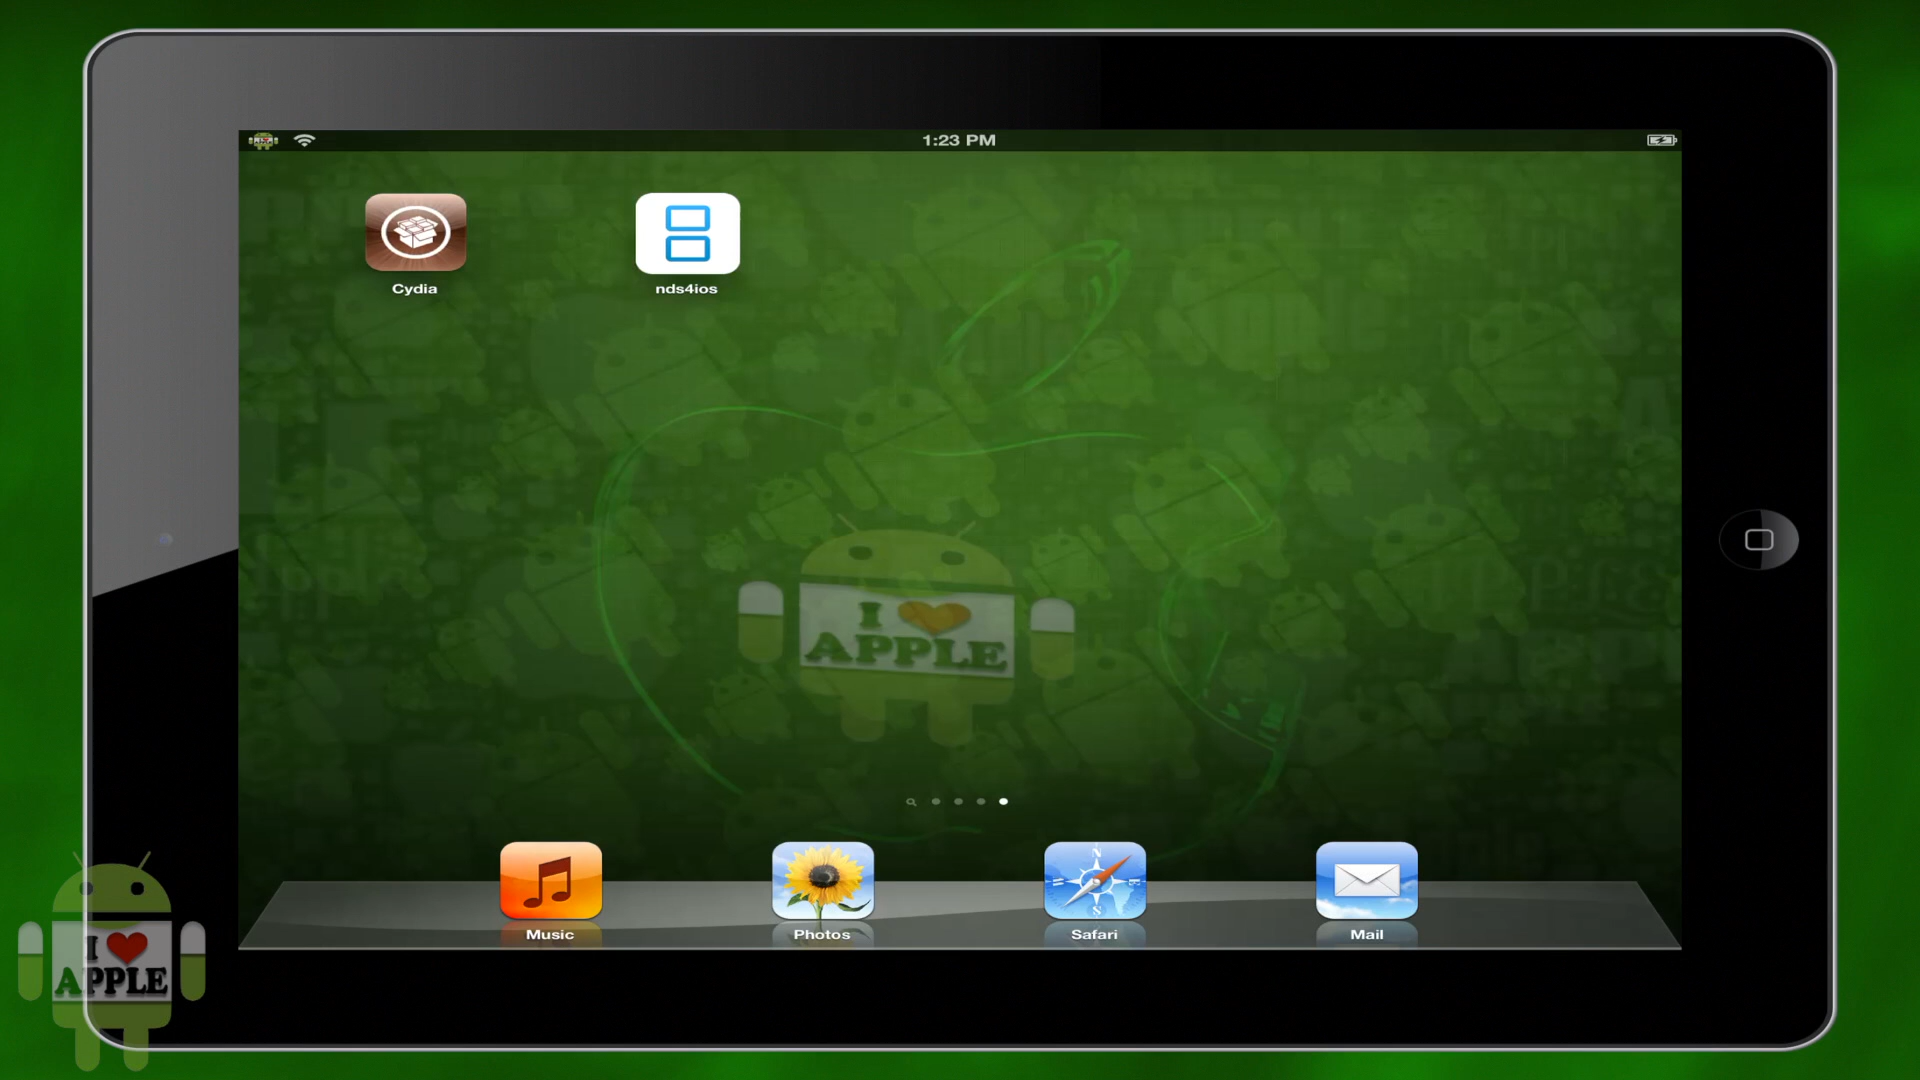 1:23 PM
Cydia
nds4ios
I
APPLE
N
E
S
Music
Photos
Safari
Mail
I
APPLE